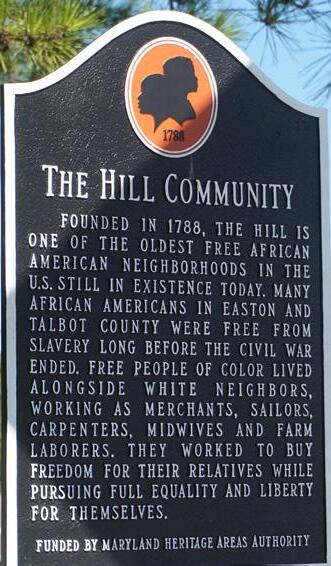 1788
THE HILL COMMUNITY
FOUNDED IN 1788, THE HILL IS
ONE OF THE OLDEST FREE AFRICAN
AMERICAN NEIGHBORHOODS IN THE
U.S. STILL IN EXISTENCE TODAY. MANY
AFRICAN AMERICANS IN EASTON AND
TALBOT COUNTY WERE FREE FROM
SLAVERY LONG BEFORE THE CIVIL WAR
ENDED. FREE PEOPLE OF COLOR LIVED
ALONGSIDE WHITE NEIGHBORS,
WORKING AS MERCHANTS, SAILORS,
CARPENTERS, MIDWIVES AND FARM
LABORERS. THEY WORKED TO BUY
FREEDOM FOR THEIR RELATIVES WHILE
PURSUING FULL EQUALITY AND LIBERTY
FOR THEMSELVES.
FUNDED BY MARYLAND HERITAGE AREAS AUTHORITY